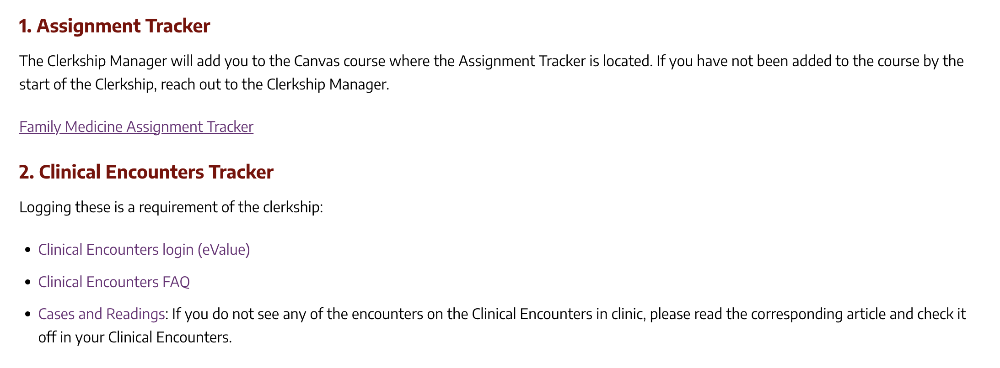 1. Assignment Tracker
The Clerkship Manager will add you to the Canvas course where the Assignment Tracker is located. If you have not been added to the course by the
start of the Clerkship, reach out to the Clerkship Manager.
Family Medicine Assignment Tracker
2. Clinical Encounters Tracker
Logging these is a requirement of the clerkship:
• Clinical Encounters login (eValue)
• Clinical Encounters FAQ
• Cases and Readings: If you do not see any of the encounters on the Clinical Encounters in clinic, please read the corresponding article and check it
off in your Clinical Encounters.